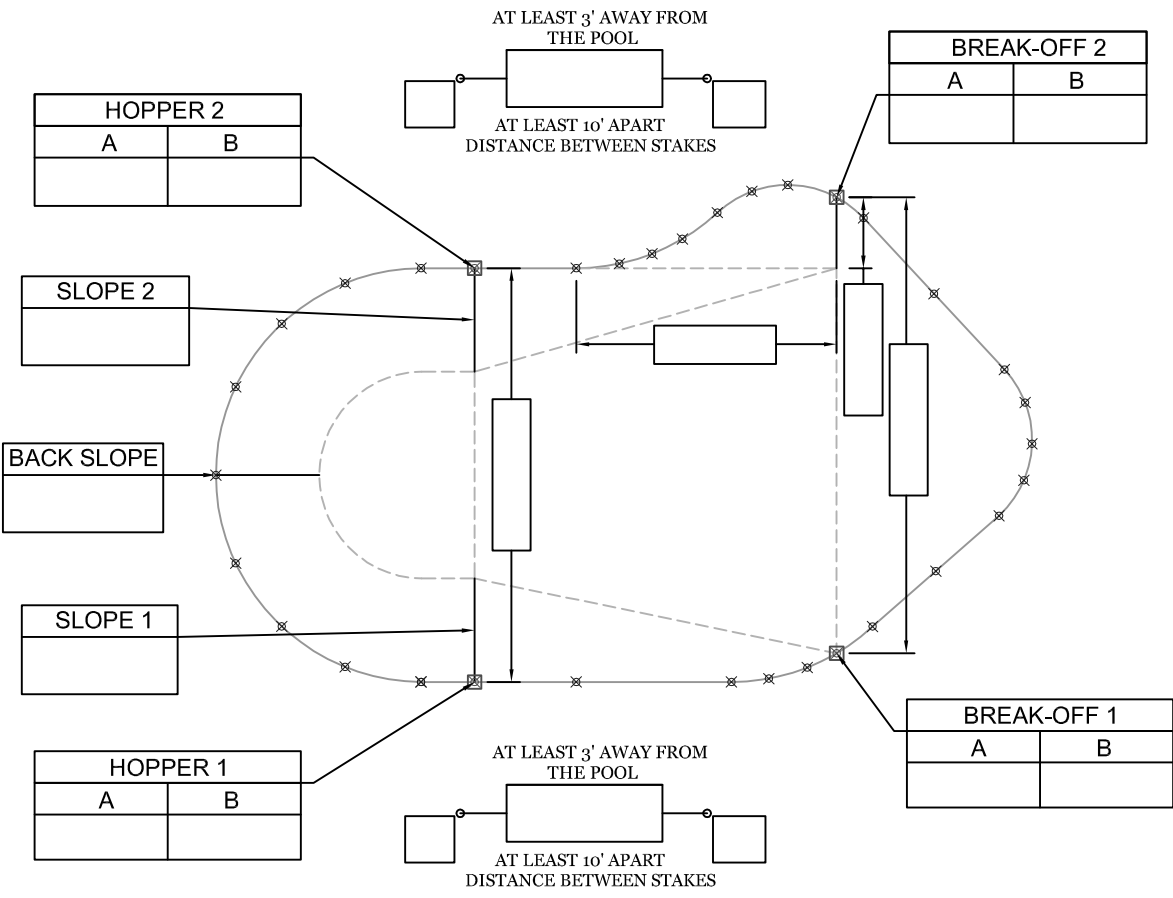 AT LEAST 3' AWAY FROM
THE POOL
AT LEAST 10' APART
DISTANCE BETWEEN STAKES
BREAK-OFF 2
A B
HOPPER 2
A B
SLOPE 2
BACK SLOPE
SLOPE 1
BREAK-OFF 1
A B
HOPPER 1
A B
AT LEAST 3' AWAY FROM
THE POOL
AT LEAST 10' APART
DISTANCE BETWEEN STAKES